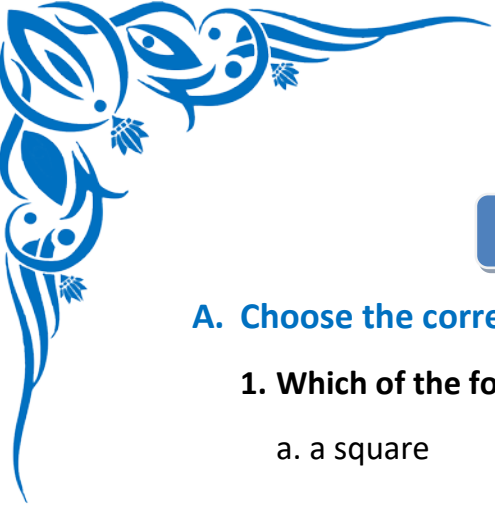 A. Choose the corre
1. Which of the fo
a. a square